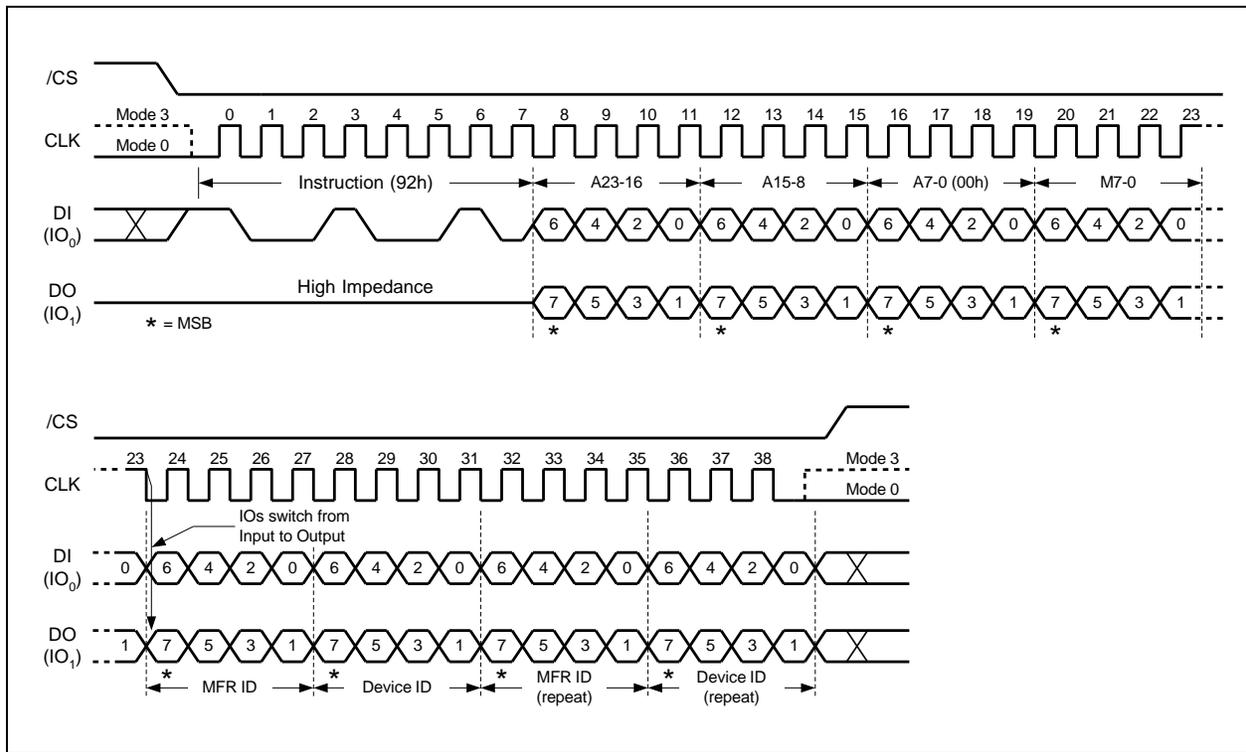 /CS
Mode 3 0 1 2 3 4 5 6 7 8 9 10 11 12 13 14 15 16 17 18 19 20 21 22 23
CLK
Mode 0
Instruction (92h) A23-16 A15-8 A7-0 (00h) M7-0
DI
(IO0) 6 4 2 0 6 4 2 0 6 4 2 0 6 4 2 0
High Impedance
DO
(IO1) 7 5 3 1 7 5 3 1 7 5 3 1 7 5 3 1
* = MSB * * * *
/CS
23 24 25 26 27 28 29 30 31 32 33 34 35 36 37 38 Mode 3
CLK
Mode 0
IOs switch from
Input to Output
DI
(IO0) 0 6 4 2 0 6 4 2 0 6 4 2 0 6 4 2 0
DO
(IO1) 1 7 5 3 1 7 5 3 1 7 5 3 1 7 5 3 1
* * * *
MFR ID Device ID MFR ID
(repeat) Device ID
(repeat)